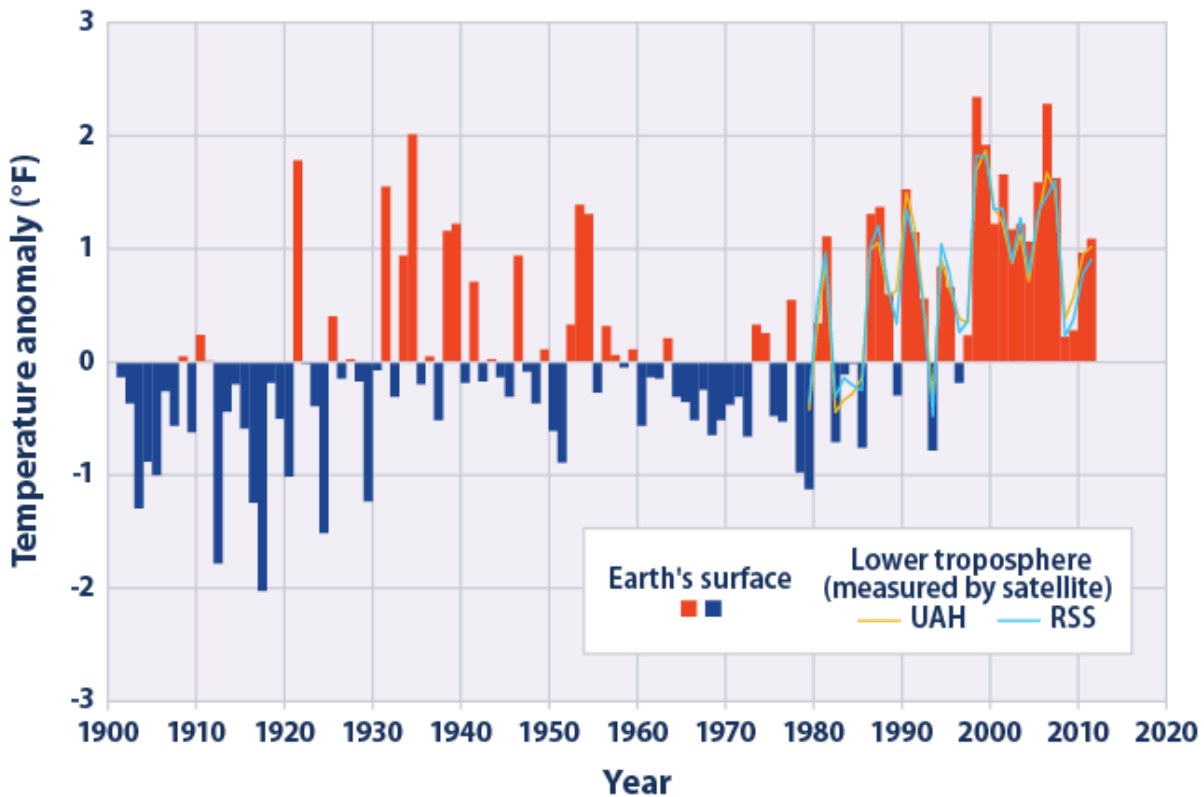 3
2
1
0
-1
-2
-3
Temperature anomaly (°F)
Earth's surface
Lower troposphere
(measured by satellite)
UAH RSS
1900 1910 1920 1930 1940 1950 1960 1970 1980 1990 2000 2010 2020
Year